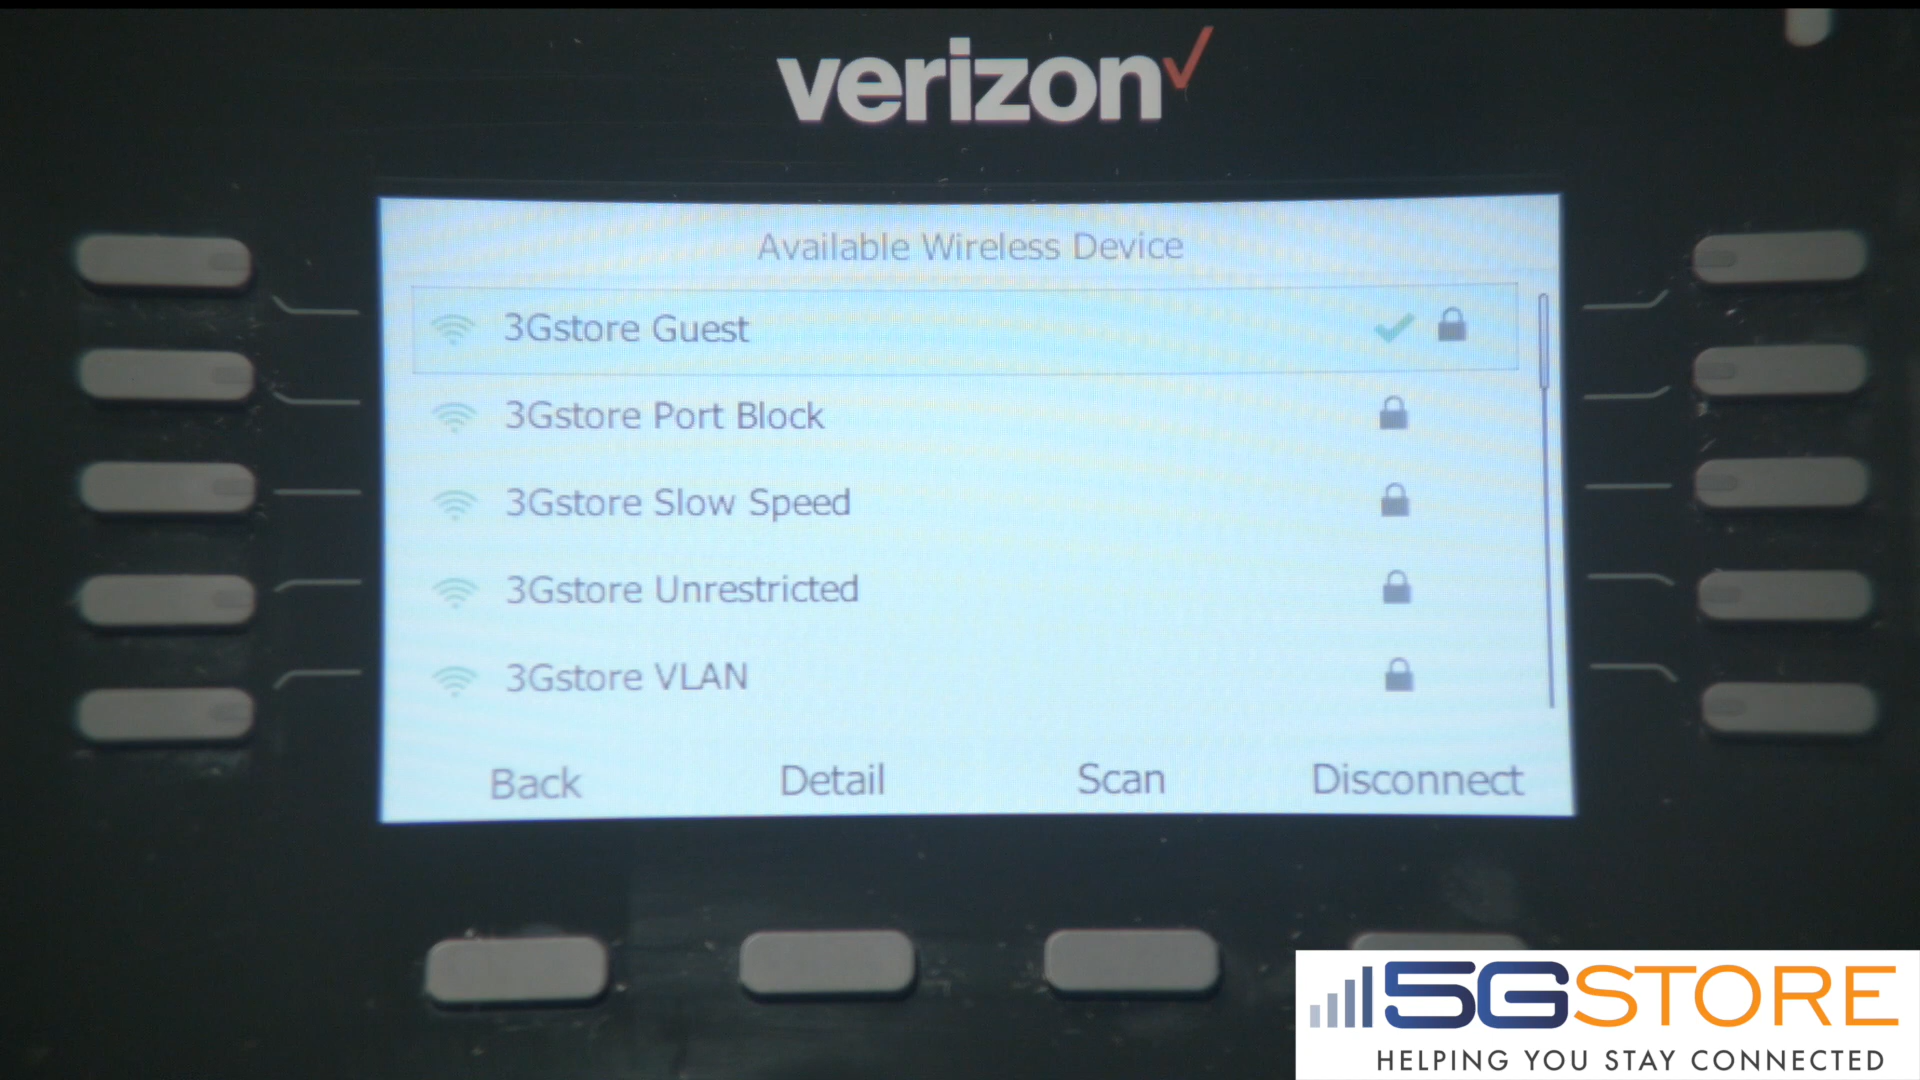 verizon
Available Wireless Device
3Gstore Guest
3Gstore Port Block
3Gstore Slow Speed
3Gstore Unrestricted
3Gstore VLAN
Back Detail Scan Disconnect
5GSTORE
HELPING YOU STAY CONNECTED